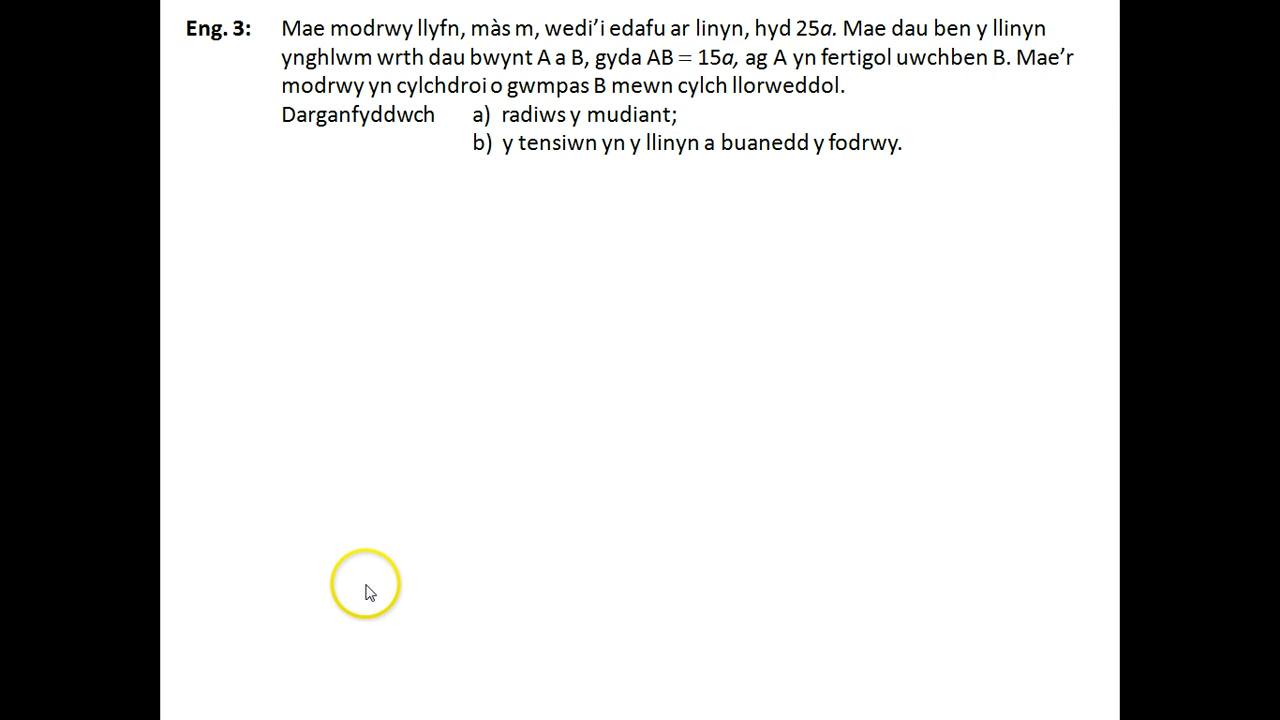 Eng. 3: Mae modrwy llyfn, màs m, wedi’i edafu ar linyn, hyd 25a. Mae dau ben y llinyn
ynghlwm wrth dau bwynt A a B, gyda AB = 15a, ag A yn fertigol uwchben B. Mae’r
modrwy yn cylchdroi o gwmpas B mewn cylch llorweddol.
Darganfyddwch a) radiws y mudiant;
b) y tensiwn yn y llinyn a buanedd y fodrwy.